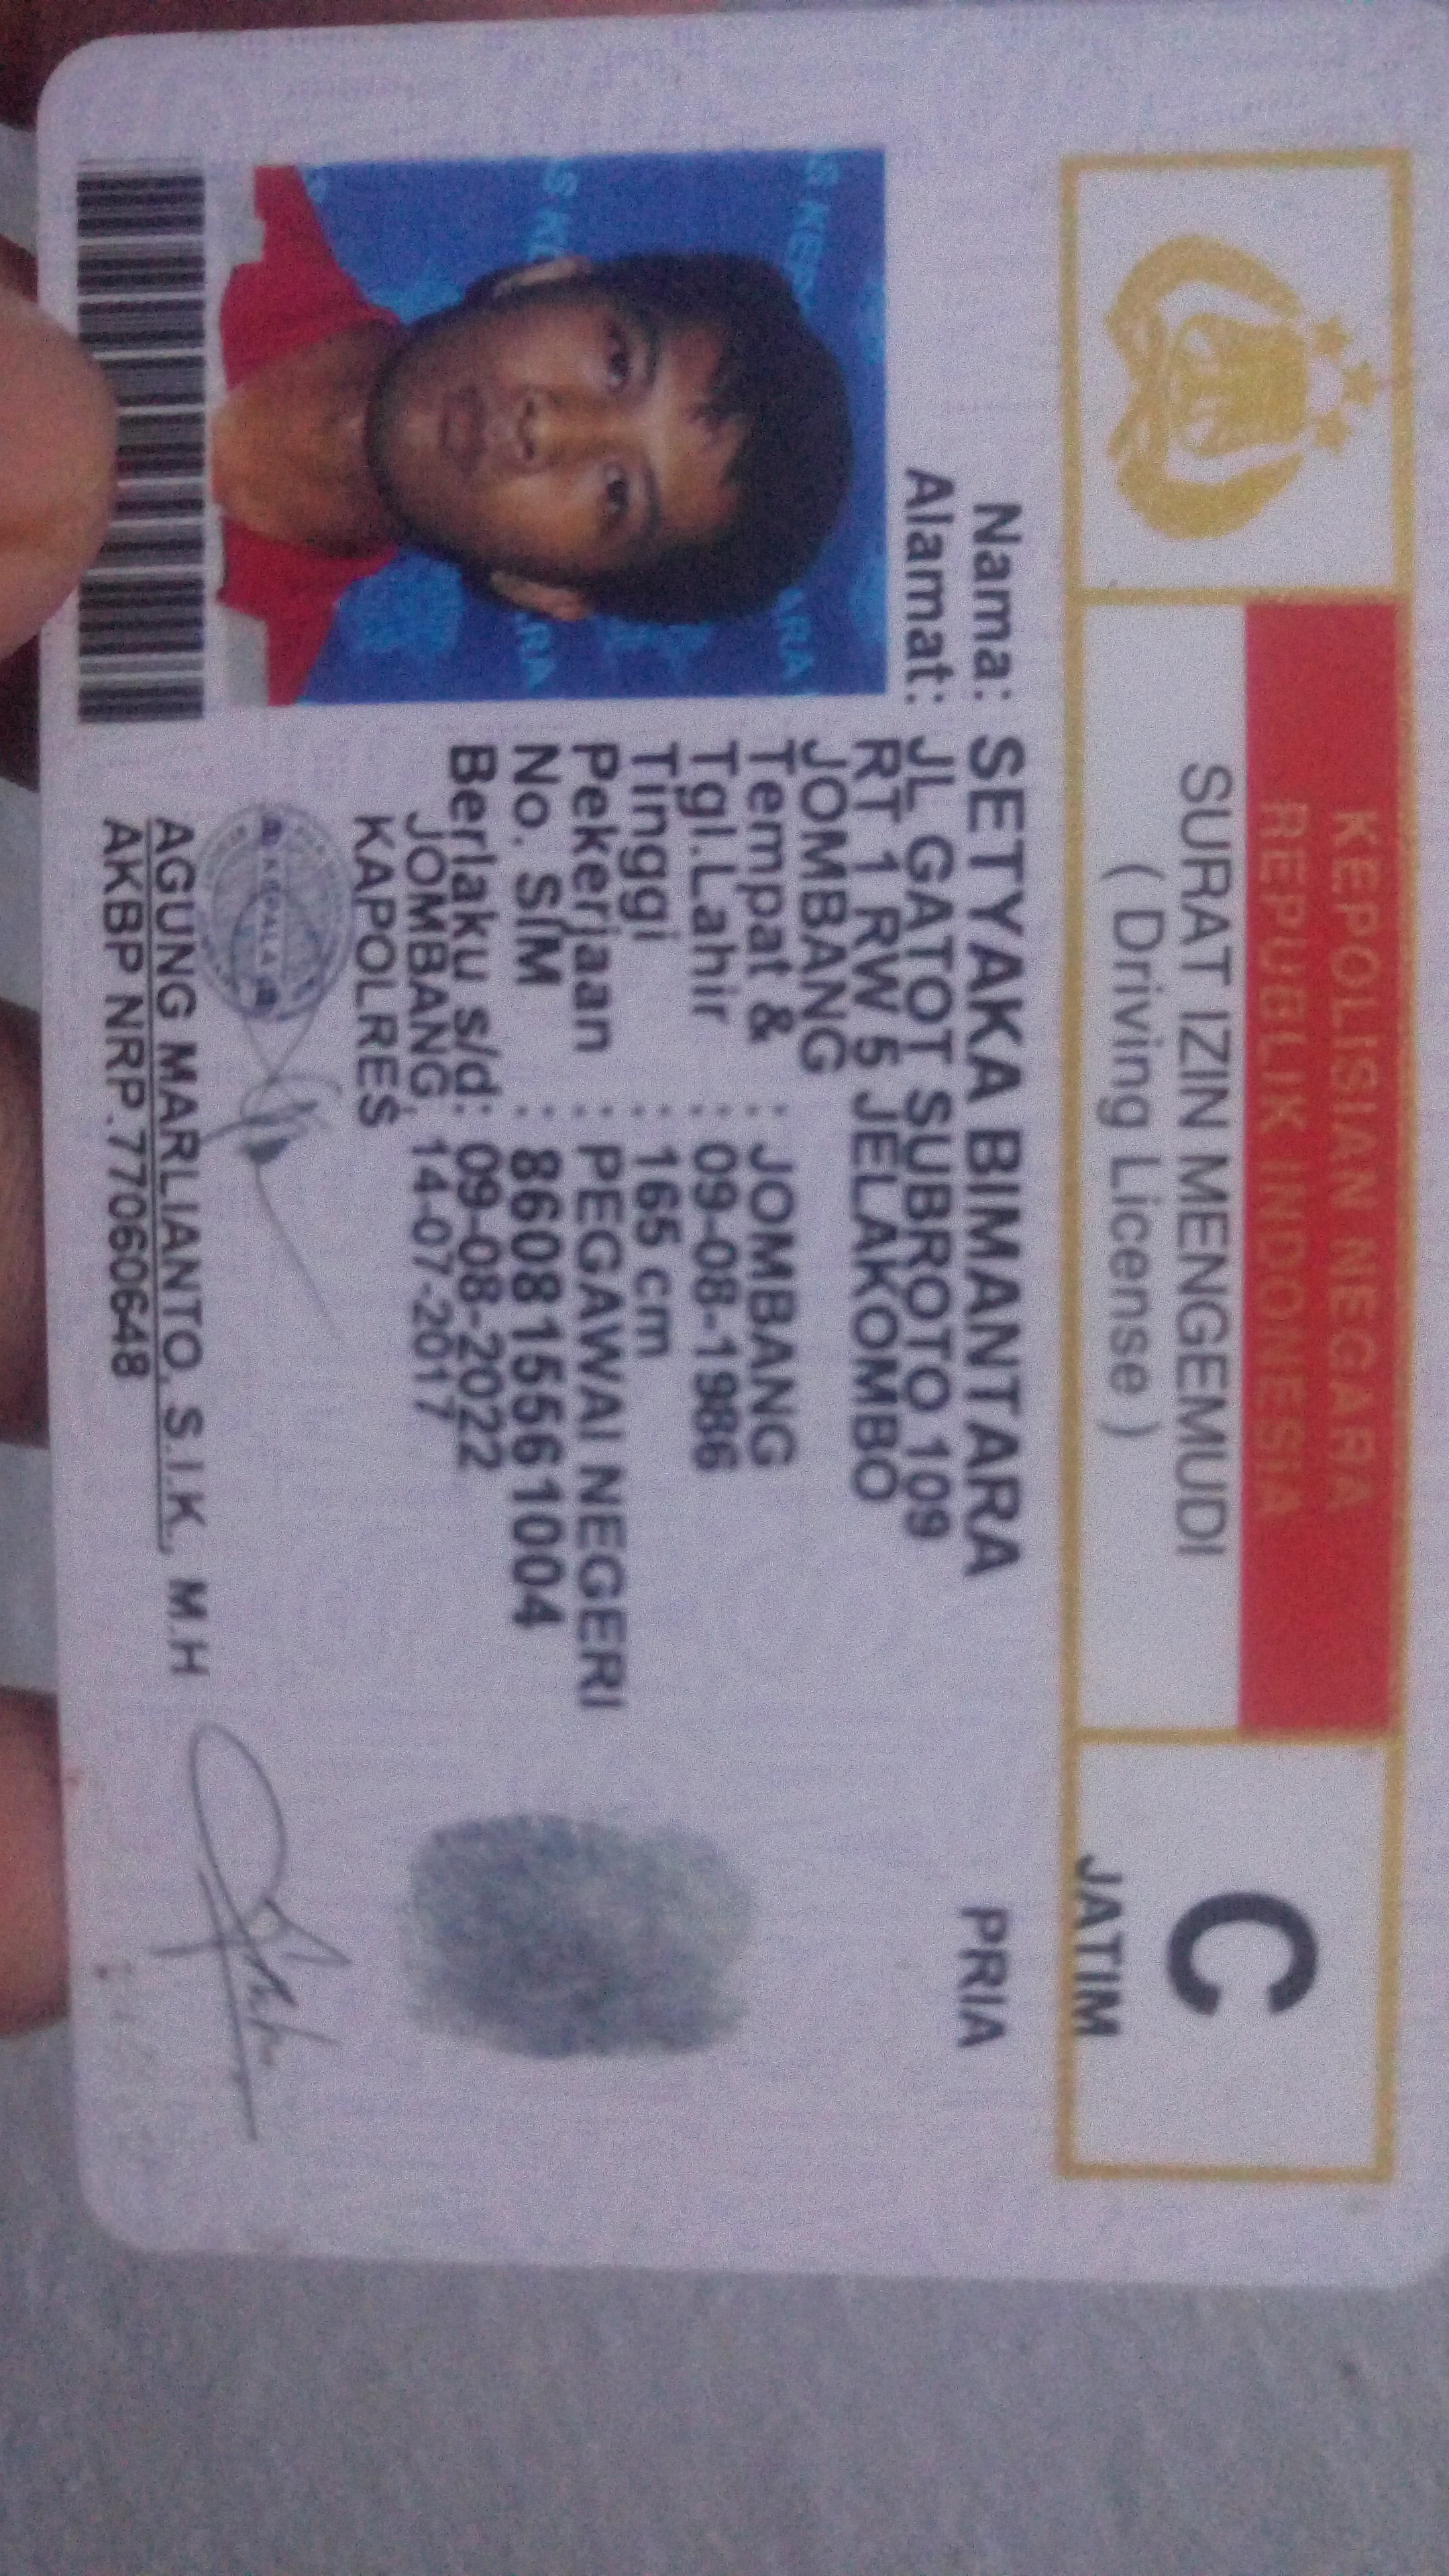 KEPOLISIAN NEGARA
REPUBLIK INDONESIA
SURAT IZIN MENGEMUDI
( Driving License )
C
JATIM
Nama: SETYAKA BIMANTARA PRIA
Alamat: JL GATOT SUBROTO 109
RT 1 RW 5 JELAKOMBO
JOMBANG
Tempat & : JOMBANG
Tgl.Lahir : 09-08-1986
Tinggi : 165 cm
Pekerjaan : PEGAWAI NEGERI
No. SIM : 860815561004
Berlaku s/d: 09-08-2022
JOMBANG, 14-07-2017
KAPOLRES
AGUNG MARLIANTO, S.I.K., M.H
AKBP NRP.77060648